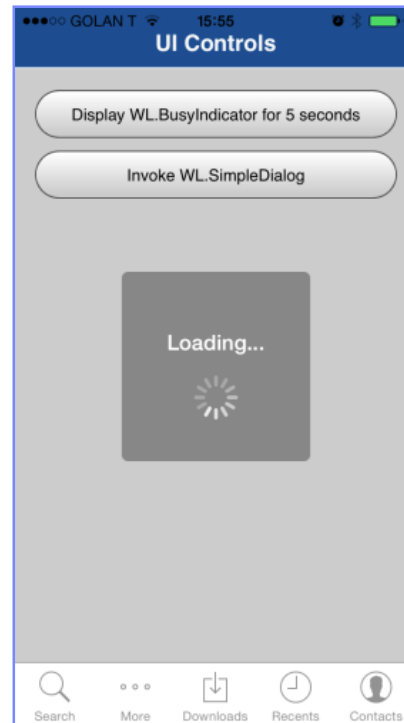 GOLAN T 15:55
UI Controls
Display WL.BusyIndicator for 5 seconds
Invoke WL.SimpleDialog
Loading...
Search More Downloads Recents Contacts